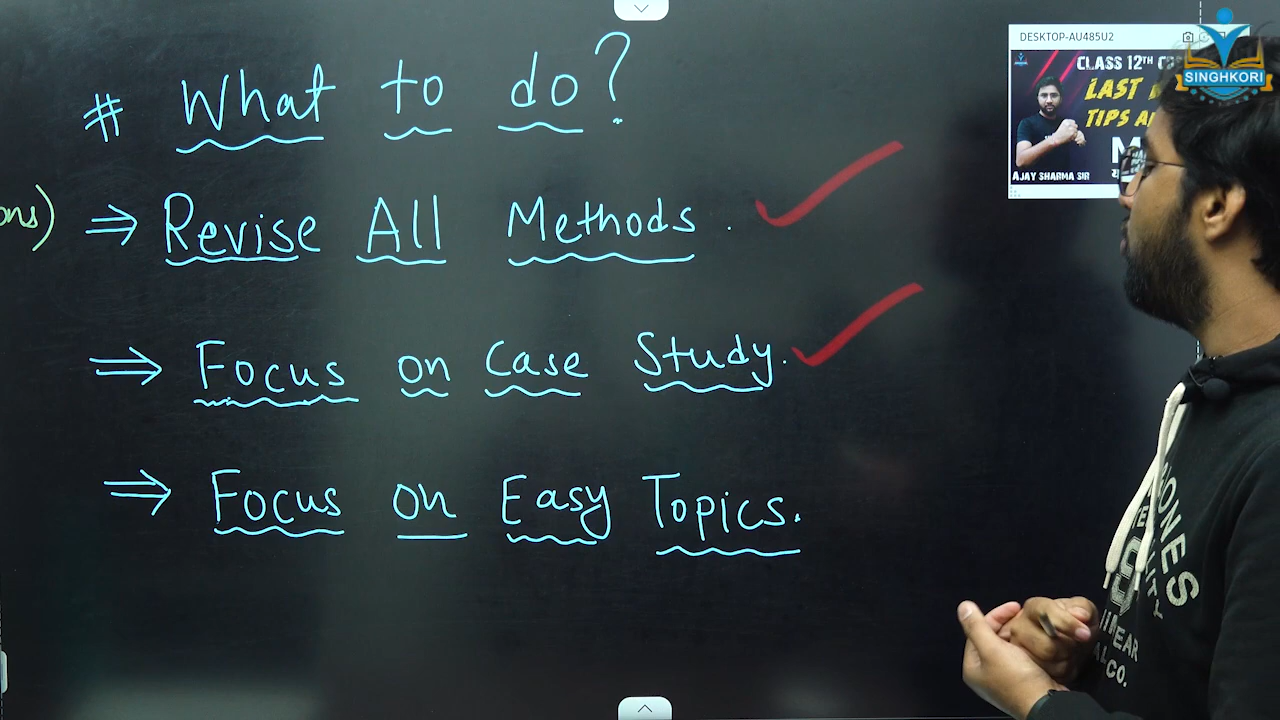 # What to do?
ons) ⇒ Revise All Methods.
⇒ Focus on Case Study.
⇒ Focus on Easy Topics.
DESKTOP-AU485U2
CLASS 12TH
LAST
TIPS
AJAY SHARMA SIR
SINGHKORI